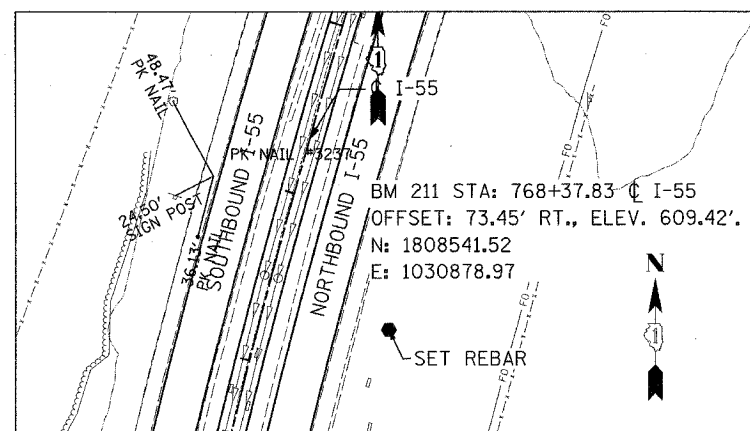 48.47'
PK NAIL
24.50'
SIGN POST
36.13'
PK NAIL
SOUTHBOUND I-55
PK NAIL #3237
I-55
NORTHBOUND I-55
1
FO
FO
FO
FO
BM 211 STA: 768+37.83 ℄ I-55
OFFSET: 73.45' RT., ELEV. 609.42'.
N: 1808541.52
E: 1030878.97
SET REBAR
N
1